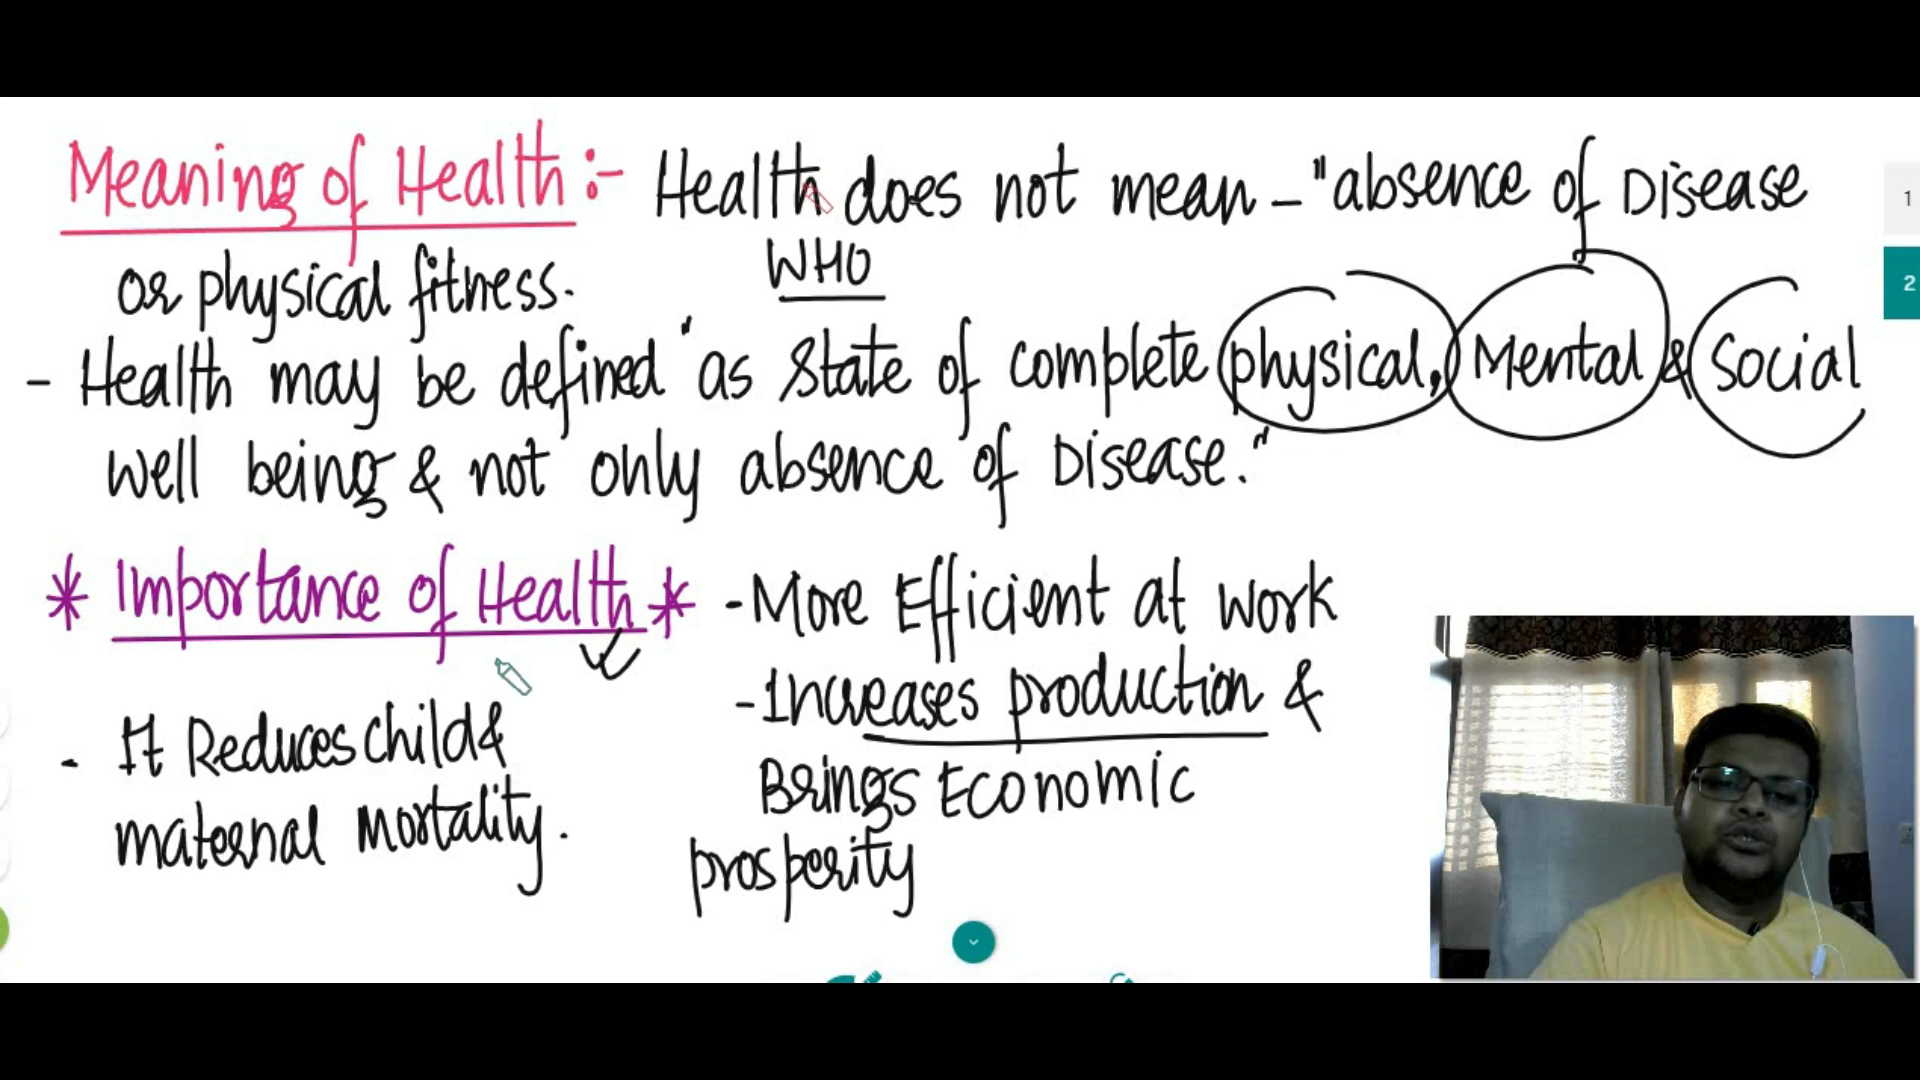 Meaning of Health :- Health does not mean - "absence of Disease
or physical fitness.
WHO
- Health may be defined "as State of complete physical, Mental & Social
well being & not only absence of Disease."
* Importance of Health *
- It Reduces child &
maternal Mortality.
- More Efficient at work
- Increases production &
Brings Economic
prosperity
1
2